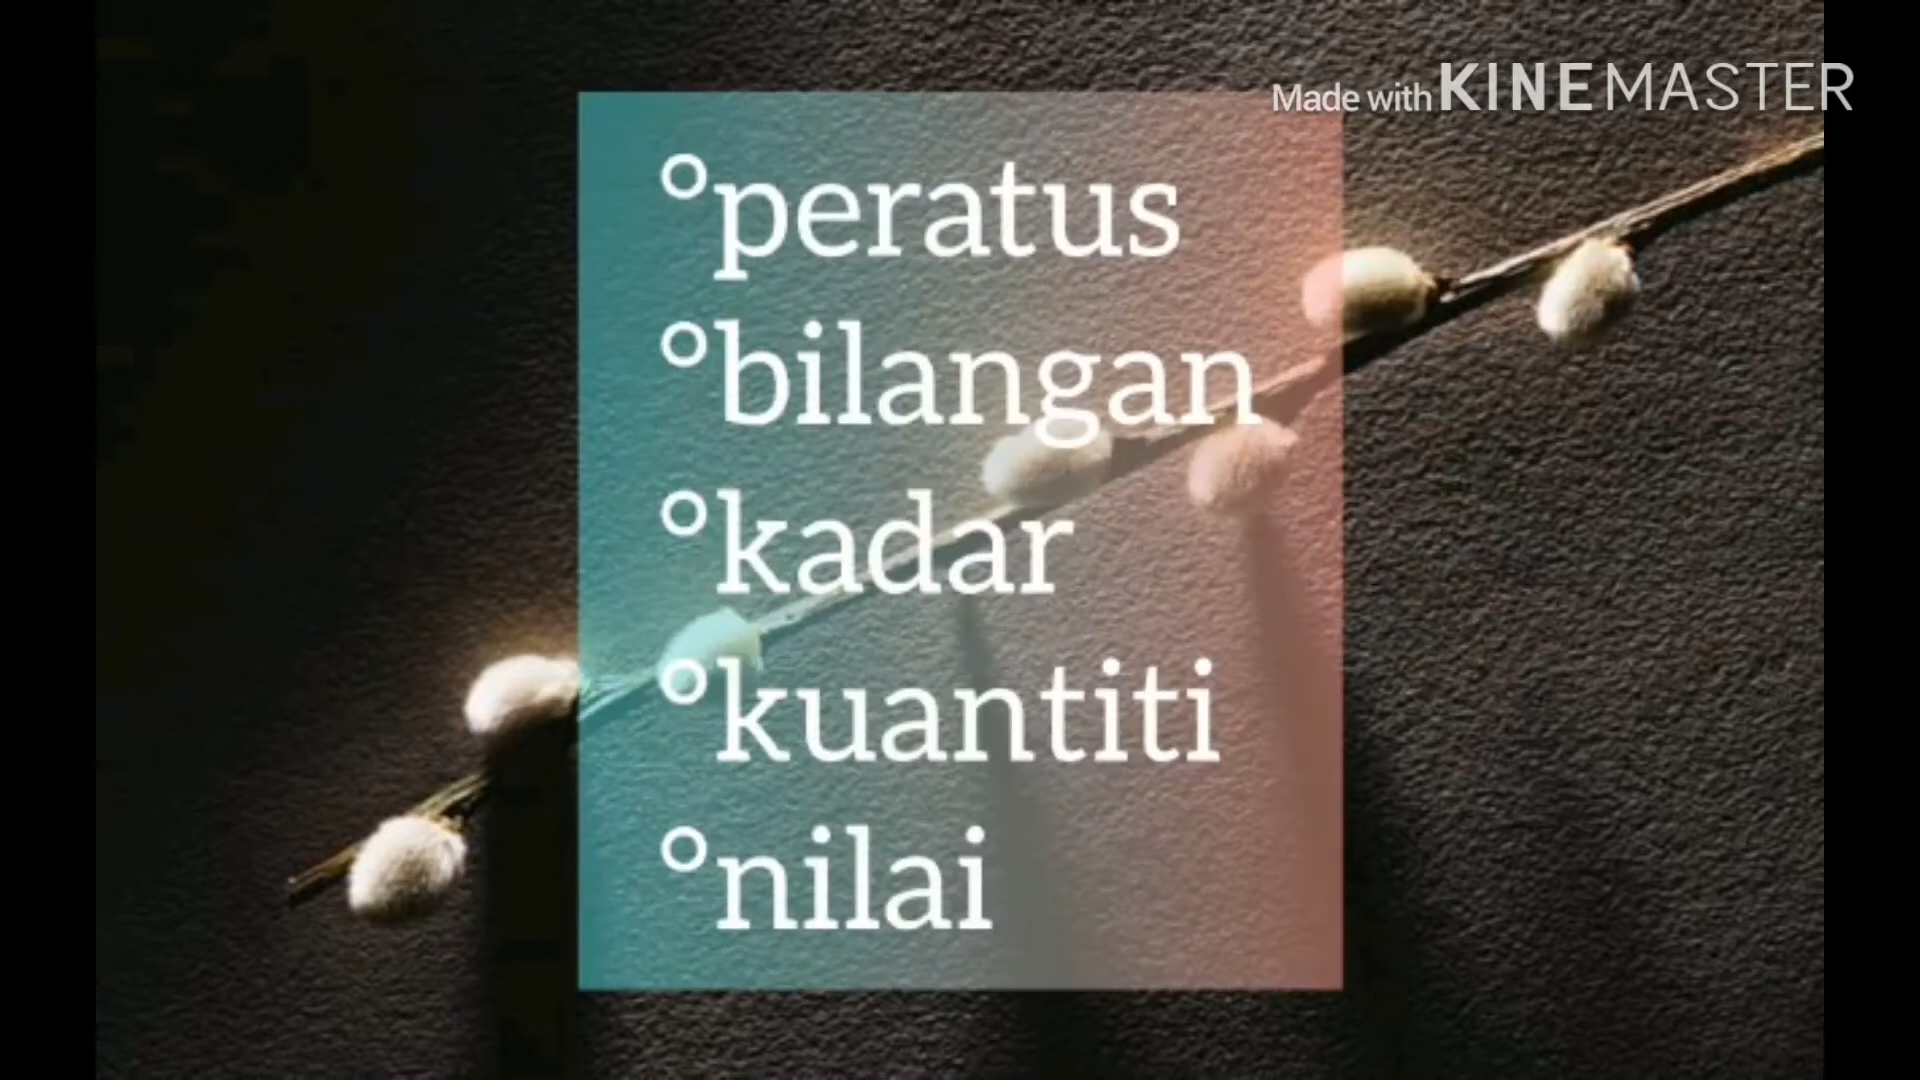 Made with KINEMASTER
°peratus
°bilangan
°kadar
°kuantiti
°nilai